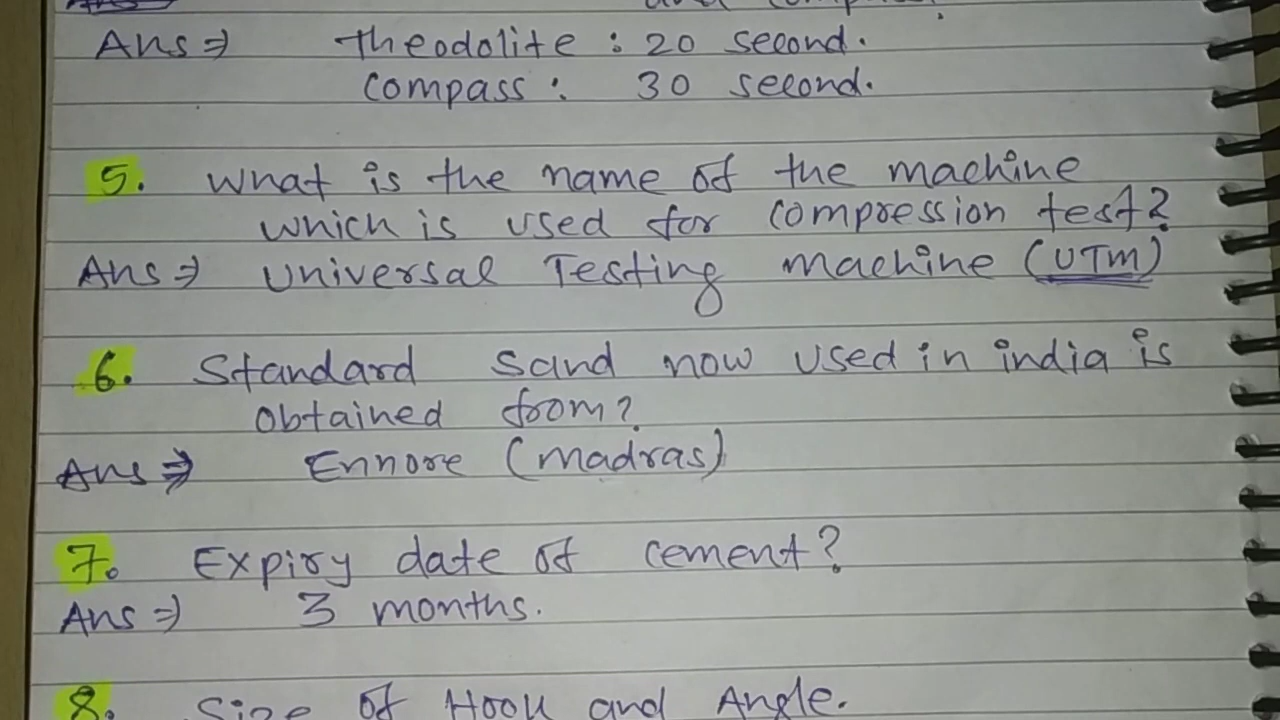 and compass.
Ans ⇒ Theodolite : 20 second.
Compass : 30 second.
5. What is the name of the machine
which is used for compression test?
Ans ⇒ Universal Testing machine (UTM)
6. Standard sand now used in india is
obtained from?
Ans ⇒ Ennore (madras)
7. Expiry date of cement?
Ans ⇒ 3 months.
8. Size of Hook and Angle.